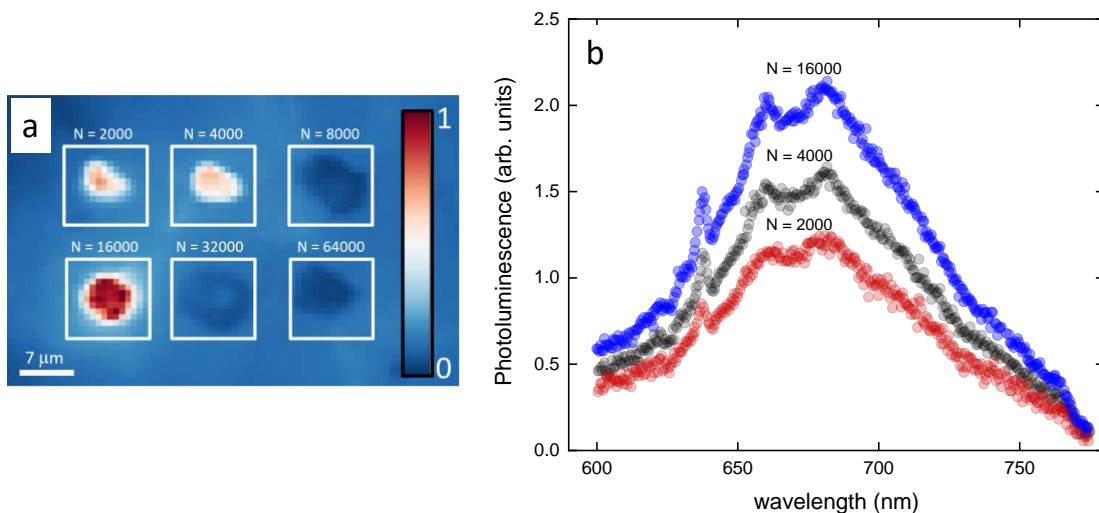 a
N = 2000 N = 4000 N = 8000
N = 16000 N = 32000 N = 64000
7 μm
1
0
b
N = 16000
N = 4000
N = 2000
Photoluminescence (arb. units)
2.5
2.0
1.5
1.0
0.5
0.0
600 650 700 750
wavelength (nm)